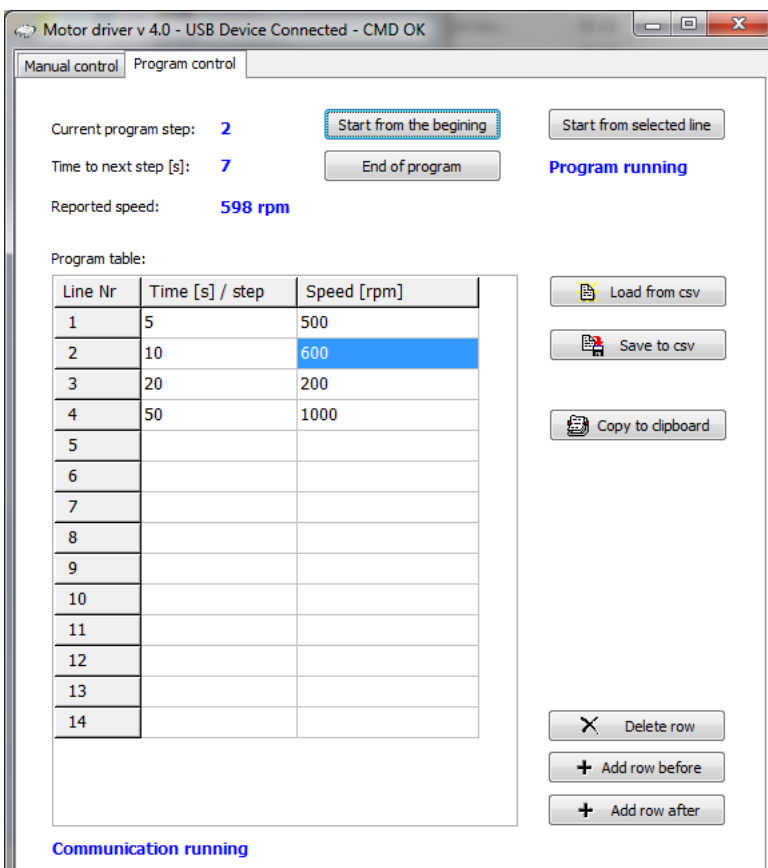 Motor driver v 4.0 - USB Device Connected - CMD OK
Manual control Program control
Current program step: 2 Start from the begining Start from selected line
Time to next step [s]: 7 End of program Program running
Reported speed: 598 rpm
Program table:
Line Nr Time [s] / step Speed [rpm]
Load from csv
1 5 500
2 10 600
Save to csv
3 20 200
4 50 1000
Copy to clipboard
5
6
7
8
9
10
11
12
13
14
Delete row
Add row before
Add row after
Communication running